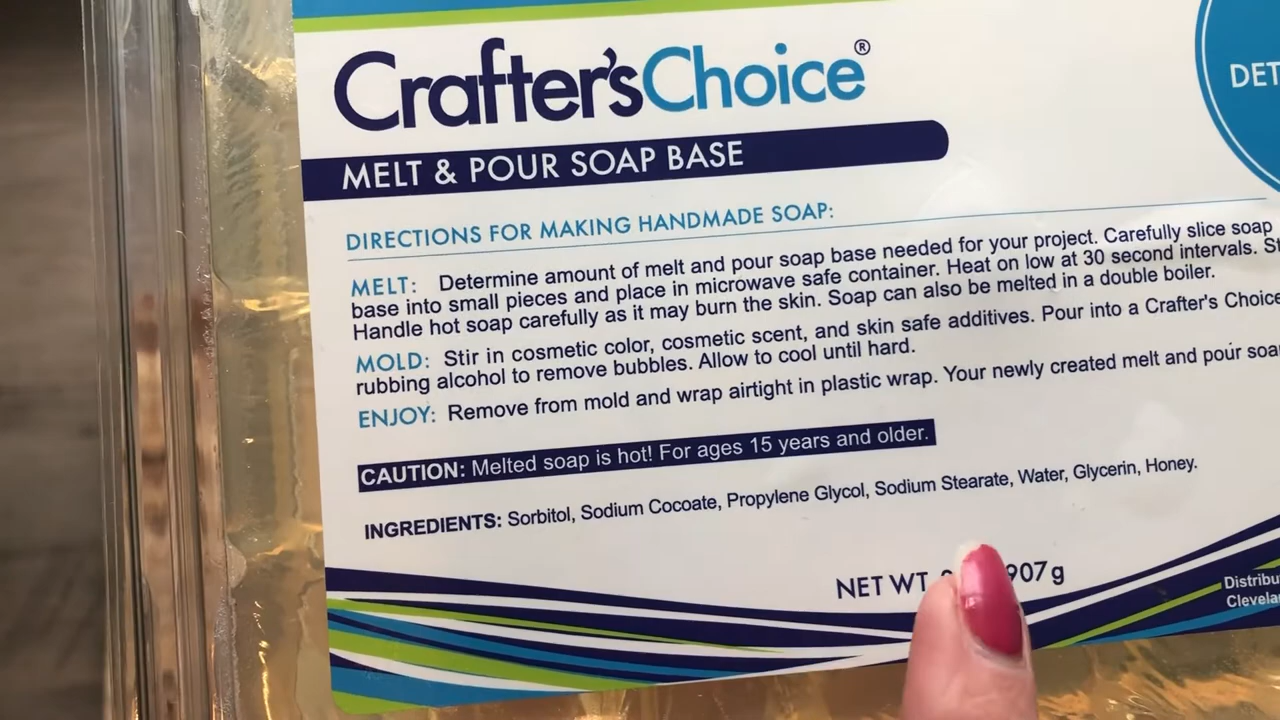 Crafter'sChoice®
DET
MELT & POUR SOAP BASE
DIRECTIONS FOR MAKING HANDMADE SOAP:
MELT: Determine amount of melt and pour soap base needed for your project. Carefully slice soap
base into small pieces and place in microwave safe container. Heat on low at 30 second intervals. St
Handle hot soap carefully as it may burn the skin. Soap can also be melted in a double boiler.
MOLD: Stir in cosmetic color, cosmetic scent, and skin safe additives. Pour into a Crafter's Choice
rubbing alcohol to remove bubbles. Allow to cool until hard.
ENJOY: Remove from mold and wrap airtight in plastic wrap. Your newly created melt and pour soa
CAUTION: Melted soap is hot! For ages 15 years and older.
INGREDIENTS: Sorbitol, Sodium Cocoate, Propylene Glycol, Sodium Stearate, Water, Glycerin, Honey.
NET WT 907g
Distribu
Clevela